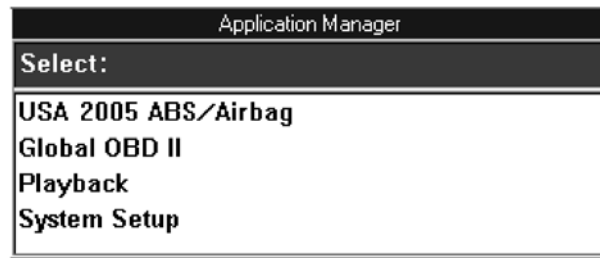 Application Manager
Select:
USA 2005 ABS/Airbag
Global OBD II
Playback
System Setup